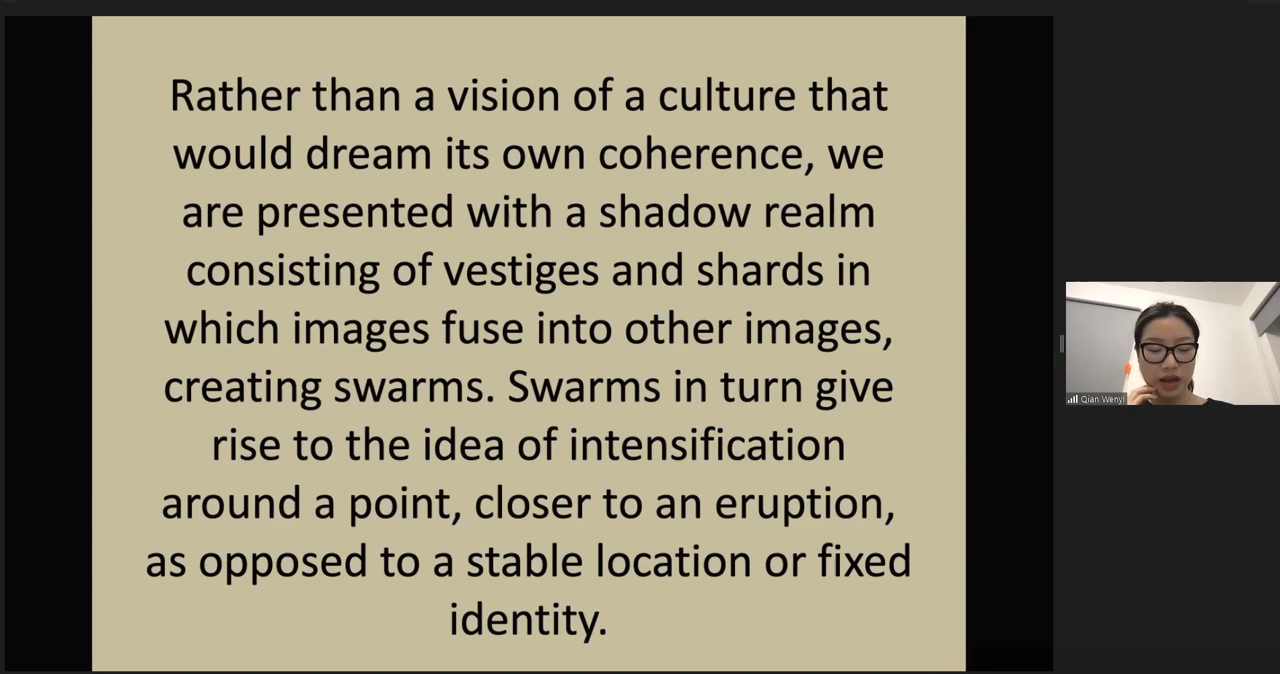 Rather than a vision of a culture that
would dream its own coherence, we
are presented with a shadow realm
consisting of vestiges and shards in
which images fuse into other images,
creating swarms. Swarms in turn give
rise to the idea of intensification
around a point, closer to an eruption,
as opposed to a stable location or fixed
identity.
Qian Wenyi